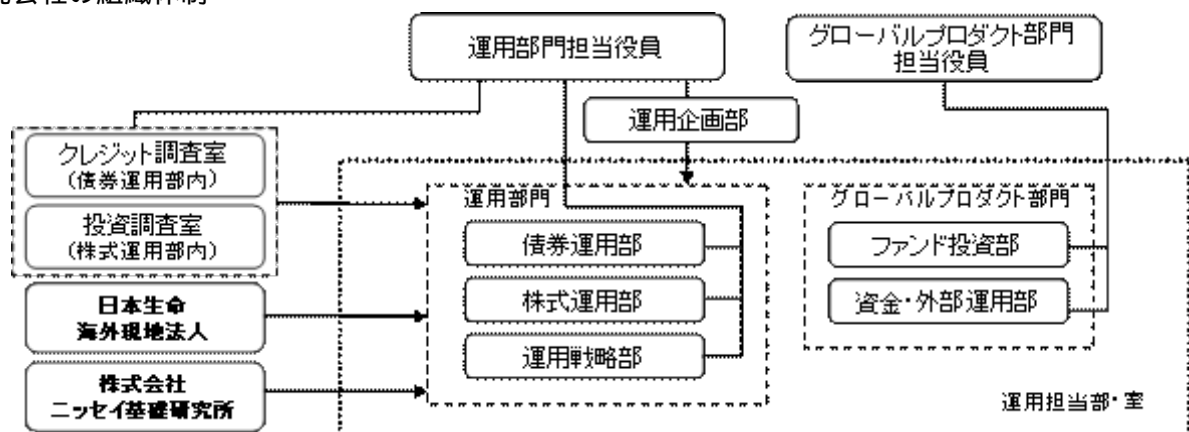 運用部門担当役員
グローバルプロダクト部門
担当役員
運用企画部
クレジット調査室
（債券運用部内）
投資調査室
（株式運用部内）
日本生命
海外現地法人
株式会社
ニッセイ基礎研究所
運用部門
債券運用部
株式運用部
運用戦略部
グローバルプロダクト部門
ファンド投資部
資金・外部運用部
運用担当部・室